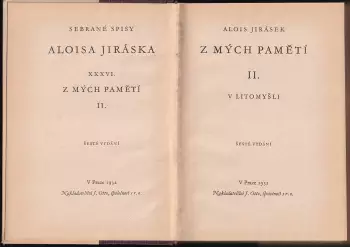 SEBRANÉ SPISY
ALOISA JIRÁSKA
XXXVI.
Z MÝCH PAMĚTÍ
II.
ŠESTÉ VYDÁNÍ
V Praze 1932
Nakladatelství J. Otto, společnost s r. o.
ALOIS JIRÁSEK
Z MÝCH PAMĚTÍ
II.
V LITOMYŠLI
ŠESTÉ VYDÁNÍ
V Praze
Nakladatelství J. Otto, společnost s r. o.